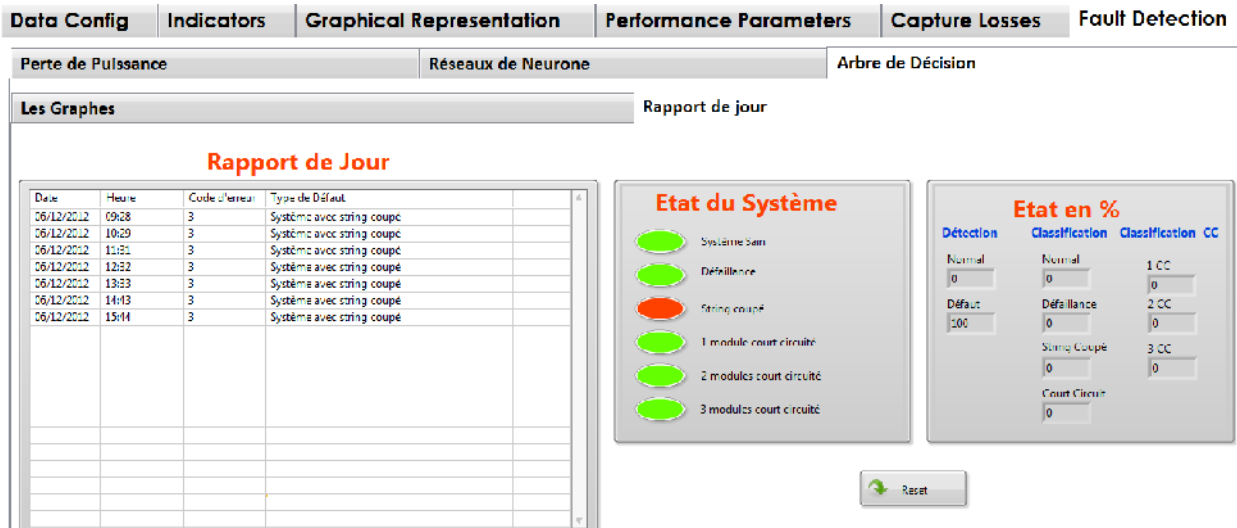 Data Config Indicators Graphical Representation Performance Parameters Capture Losses Fault Detection
Perte de Puissance Réseaux de Neurone Arbre de Décision
Les Graphes Rapport de jour
Rapport de Jour
Date Heure Code d'erreur Type de Défaut
06/12/2012 09:28 3 Système avec string coupé
06/12/2012 10:29 3 Système avec string coupé
06/12/2012 11:31 3 Système avec string coupé
06/12/2012 12:32 3 Système avec string coupé
06/12/2012 13:33 3 Système avec string coupé
06/12/2012 14:43 3 Système avec string coupé
06/12/2012 15:44 3 Système avec string coupé
Etat du Système
Système Sain
Défaillance
String coupé
1 module court circuité
2 modules court circuité
3 modules court circuité
Etat en %
Détection Classification Classification CC
Normal Normal 1 CC
0 0 0
Défaut Défaillance 2 CC
100 0 0
String Coupé 3 CC
0 0
Court Circuit
0
Reset